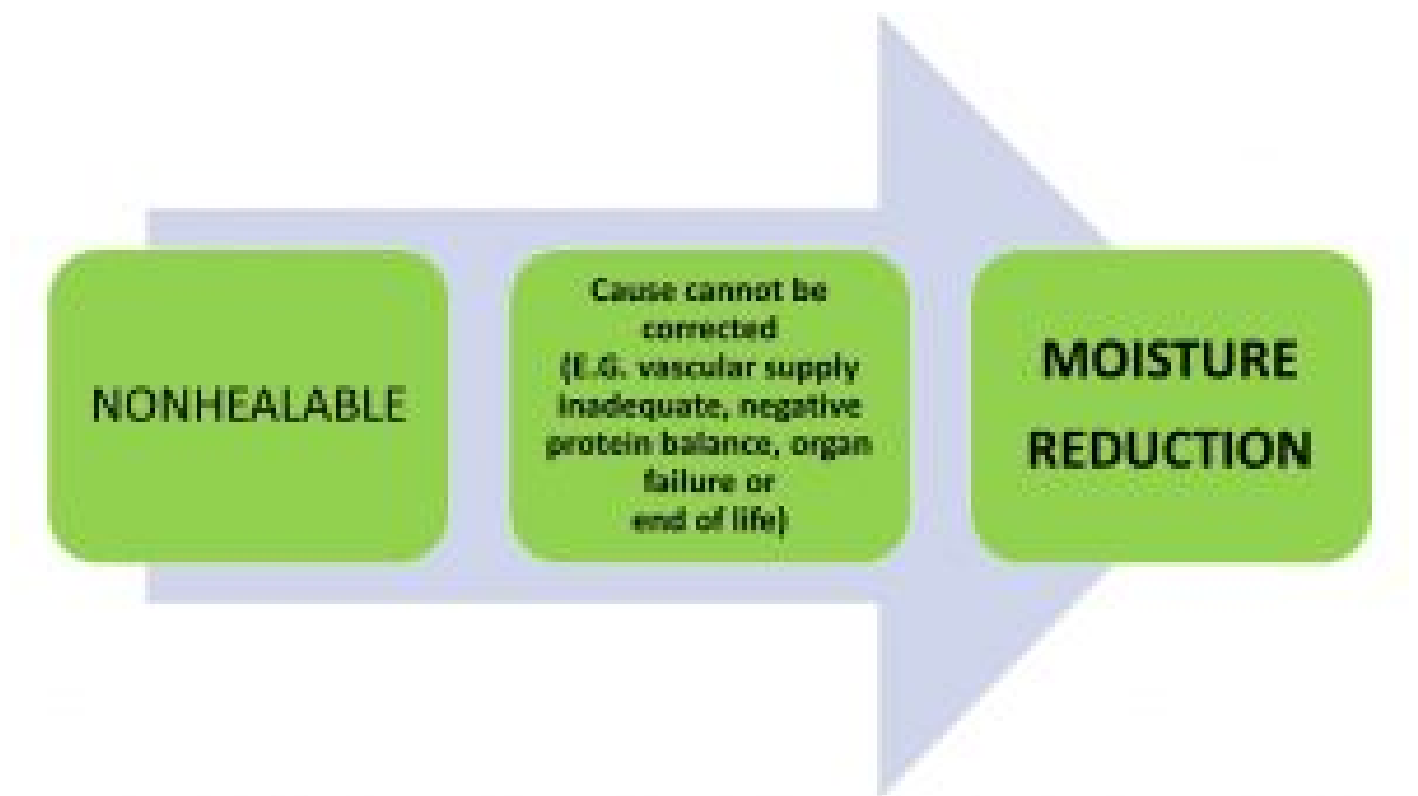 NONHEALABLE
Cause cannot be
corrected
(E.G. vascular supply
inadequate, negative
protein balance, organ
failure or
end of life)
MOISTURE
REDUCTION